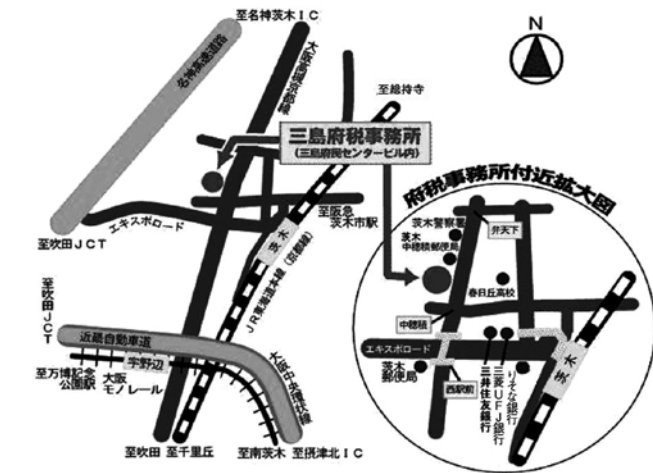 至名神茨木IC
N
名神高速道路
大阪高槻京都線
至総持寺
三島府税事務所
(三島府民センタービル内)
府税事務所付近拡大図
至阪急
茨木市駅
エキスポロード
至吹田JCT
茨木
JR東海道本線(京都線)
茨木警察署
弁天下
茨木
中穂積郵便局
春日丘高校
中穂積
エキスポロード
茨木
茨木
郵便局
西駅前
三井住友銀行
三菱UFJ銀行
りそな銀行
至吹田JCT
近畿自動車道
宇野辺
至万博記念
公園駅
大阪
モノレール
大阪中央環状線
至吹田
至千里丘
至南茨木
至摂津北IC